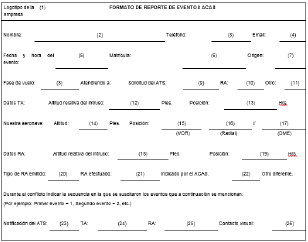 Logotipo de la (1) FORMATO DE REPORTE DE EVENTO II ACAS
empresa
Nombre: (2) Teléfono: (3) Email: (4)
Fecha y hora del (5) Matrícula: (6) Origen: (7)
evento:
Fase de vuelo: (3) Atendiendo a: Solicitud del ATS: (9) RA: (10) Otro: (11)
Datos TA: Altitud relativa del intruso: (12) Pies. Posición: (13) Hrs.
Nuestra aeronave: Altitud: (14) Pies. Posición: (15) (16) // (17)
(VOR) (Radial) (DME)
Datos RA: Altitud relativa del intruso: (18) Pies. Posición: (19) Hrs.
Tipo de RA emitido: (20) RA efectuado: (21) Indicado por el ACAS. (22) Otro diferente.
Durante el conflicto indicar la secuencia en la que se suscitaron los eventos que a continuación se mencionan:
(Por ejemplo: Primer evento = 1, Segundo evento = 2, etc.)
Notificación del ATS: (23) TA: (24) RA: (25) Contacto visual: (26)